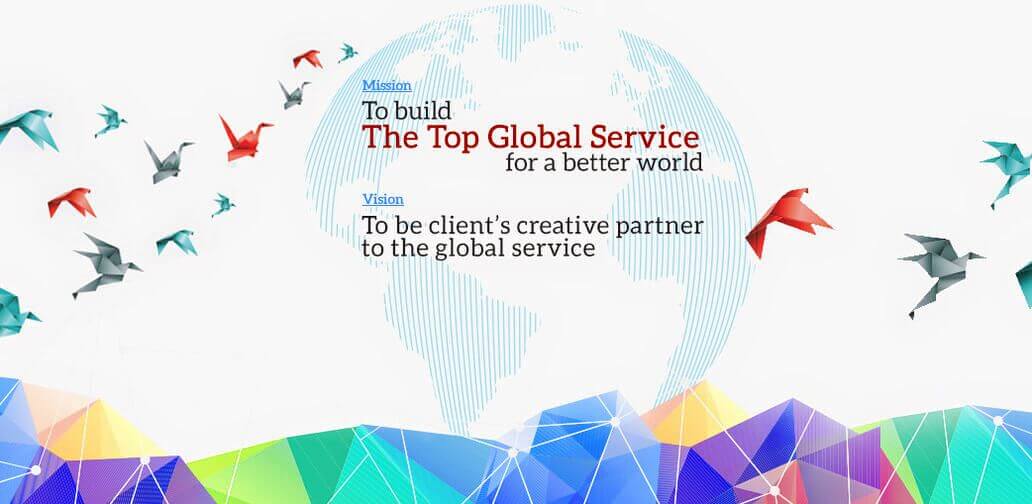 Mission
To build
The Top Global Service
for a better world
Vision
To be client’s creative partner
to the global service